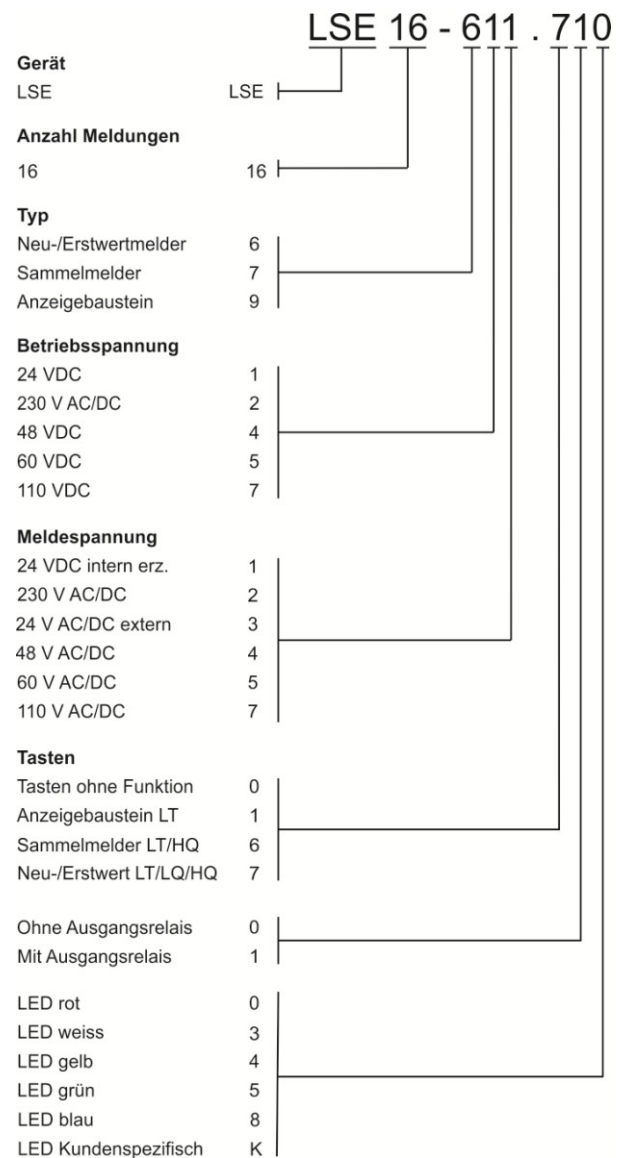 LSE 16 - 611 . 710
Gerät
LSE LSE
Anzahl Meldungen
16 16
Typ
Neu-/Erstwertmelder 6
Sammelmelder 7
Anzeigebaustein 9
Betriebsspannung
24 VDC 1
230 V AC/DC 2
48 VDC 4
60 VDC 5
110 VDC 7
Meldespannung
24 VDC intern erz. 1
230 V AC/DC 2
24 V AC/DC extern 3
48 V AC/DC 4
60 V AC/DC 5
110 V AC/DC 7
Tasten
Tasten ohne Funktion 0
Anzeigebaustein LT 1
Sammelmelder LT/HQ 6
Neu-/Erstwert LT/LQ/HQ 7
Ohne Ausgangsrelais 0
Mit Ausgangsrelais 1
LED rot 0
LED weiss 3
LED gelb 4
LED grün 5
LED blau 8
LED Kundenspezifisch K